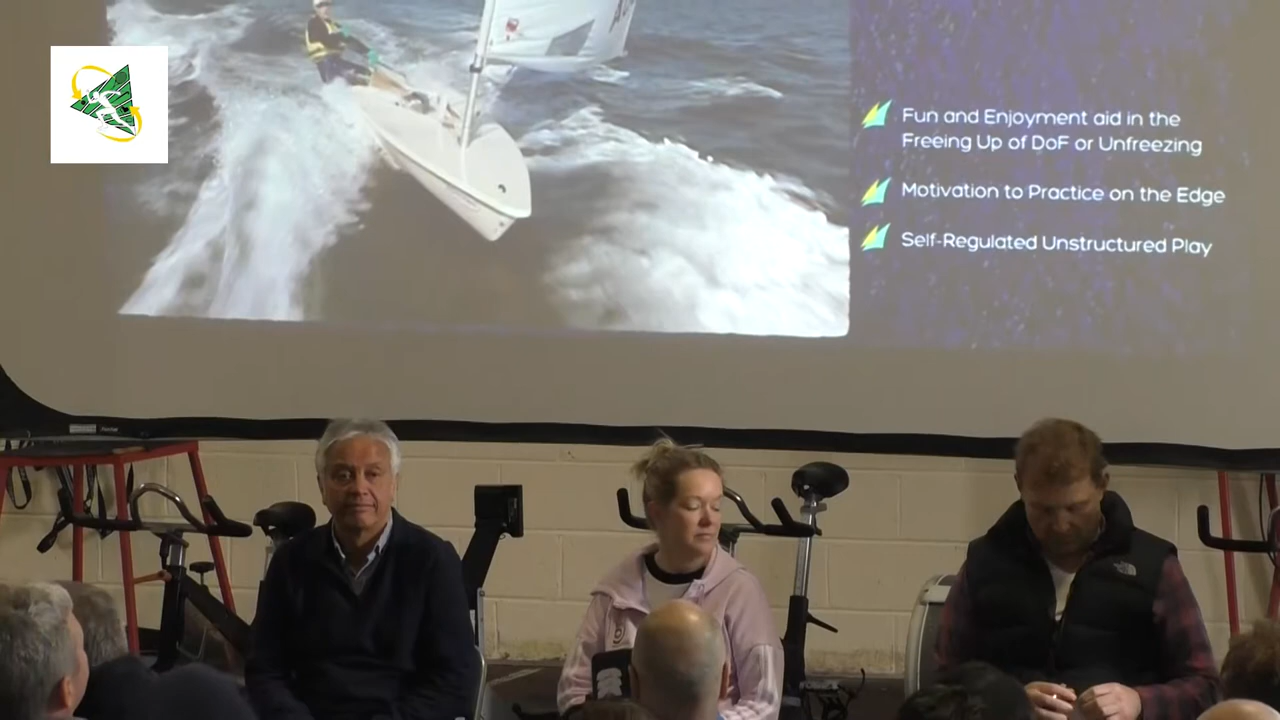 Fun and Enjoyment aid in the
Freeing Up of DoF or Unfreezing
Motivation to Practice on the Edge
Self-Regulated Unstructured Play